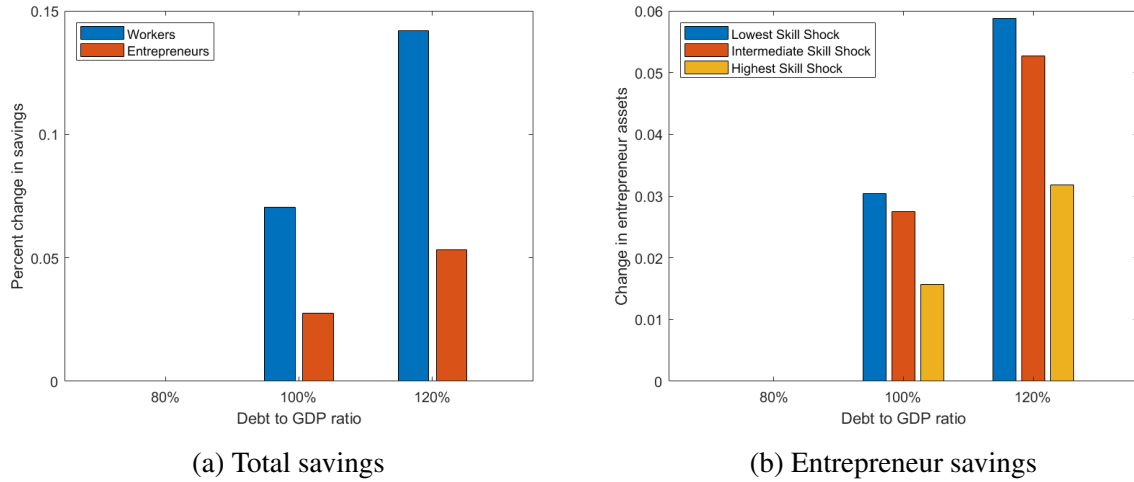 0.15
0.1
0.05
0
Percent change in savings
Workers
Entrepreneurs
80%
100%
120%
Debt to GDP ratio
(a) Total savings
0.06
0.05
0.04
0.03
0.02
0.01
0
Change in entrepreneur assets
Lowest Skill Shock
Intermediate Skill Shock
Highest Skill Shock
80%
100%
120%
Debt to GDP ratio
(b) Entrepreneur savings